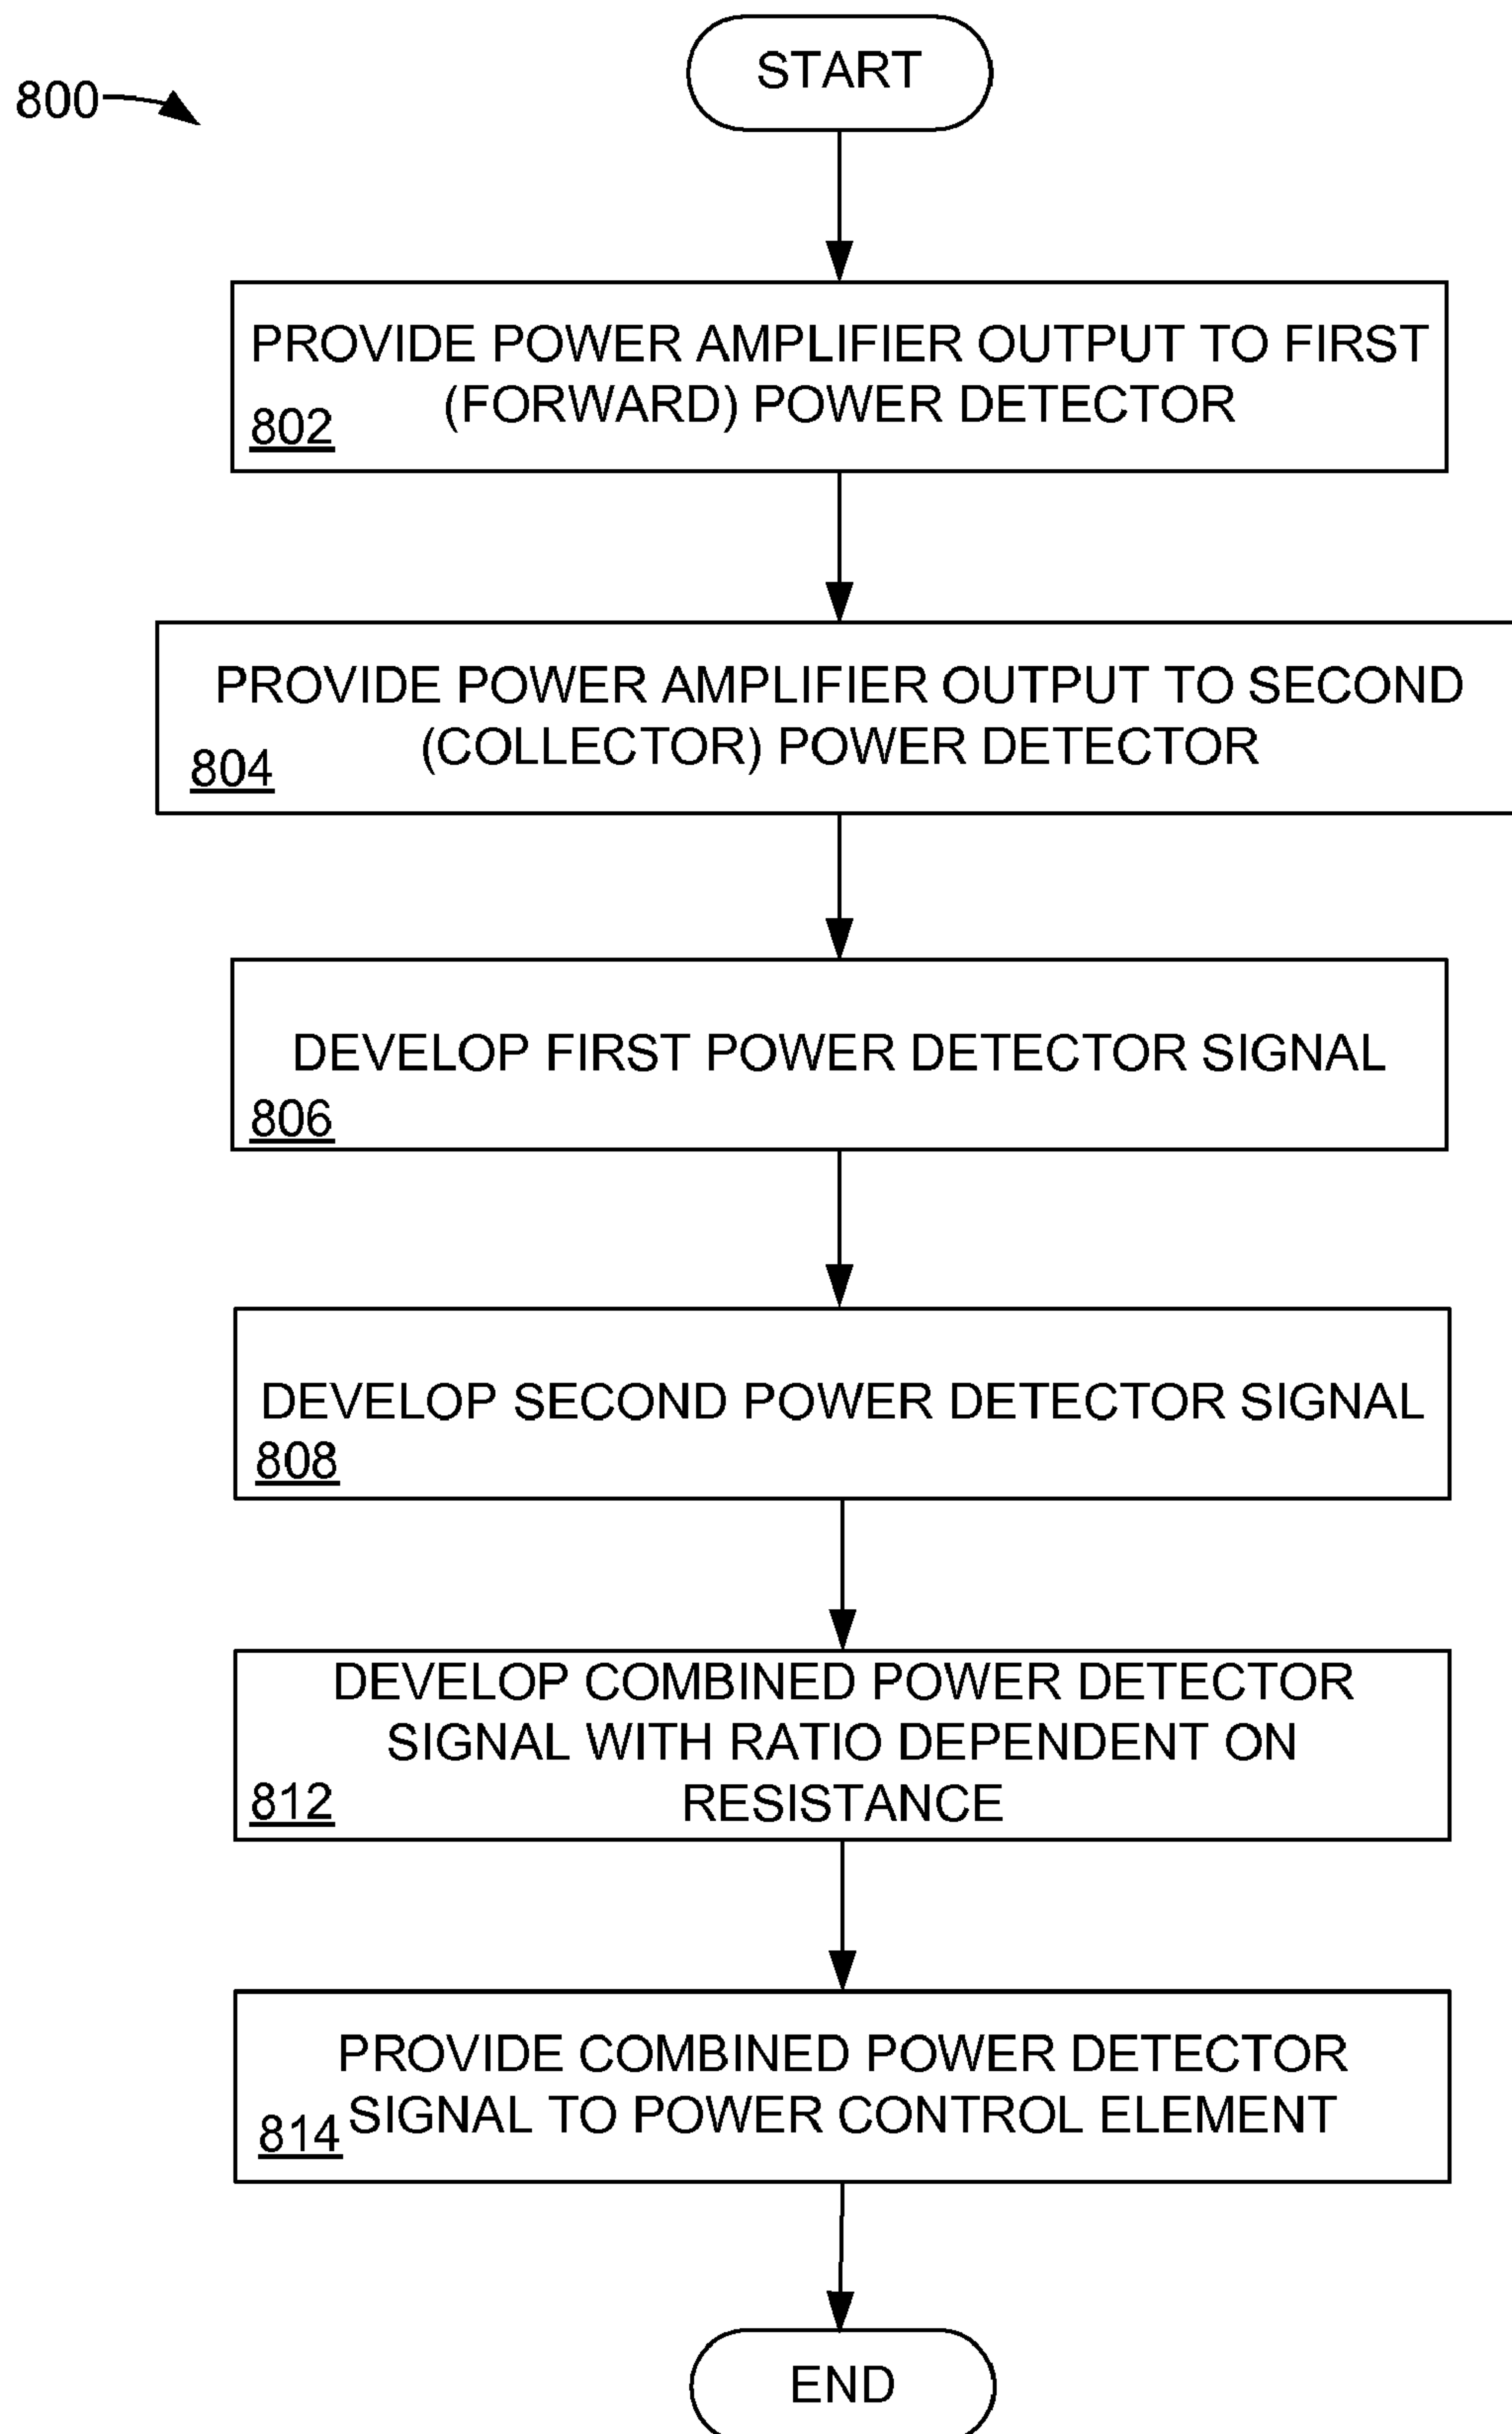 800
START
PROVIDE POWER AMPLIFIER OUTPUT TO FIRST
(FORWARD) POWER DETECTOR
802
PROVIDE POWER AMPLIFIER OUTPUT TO SECOND
(COLLECTOR) POWER DETECTOR
804
DEVELOP FIRST POWER DETECTOR SIGNAL
806
DEVELOP SECOND POWER DETECTOR SIGNAL
808
DEVELOP COMBINED POWER DETECTOR
SIGNAL WITH RATIO DEPENDENT ON
RESISTANCE
812
PROVIDE COMBINED POWER DETECTOR
SIGNAL TO POWER CONTROL ELEMENT
814
END